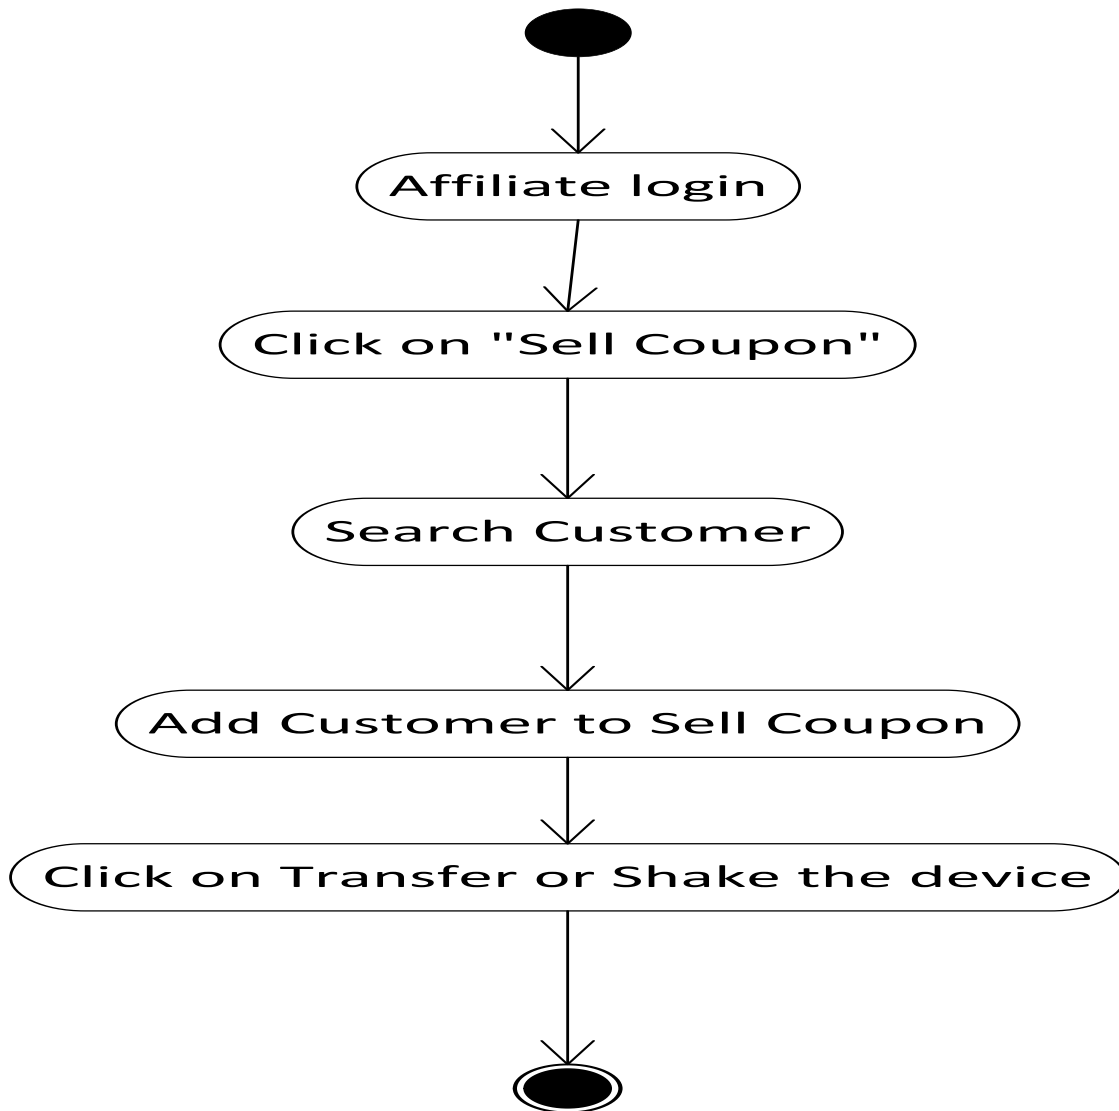 Affiliate login
Click on "Sell Coupon"
Search Customer
Add Customer to Sell Coupon
Click on Transfer or Shake the device